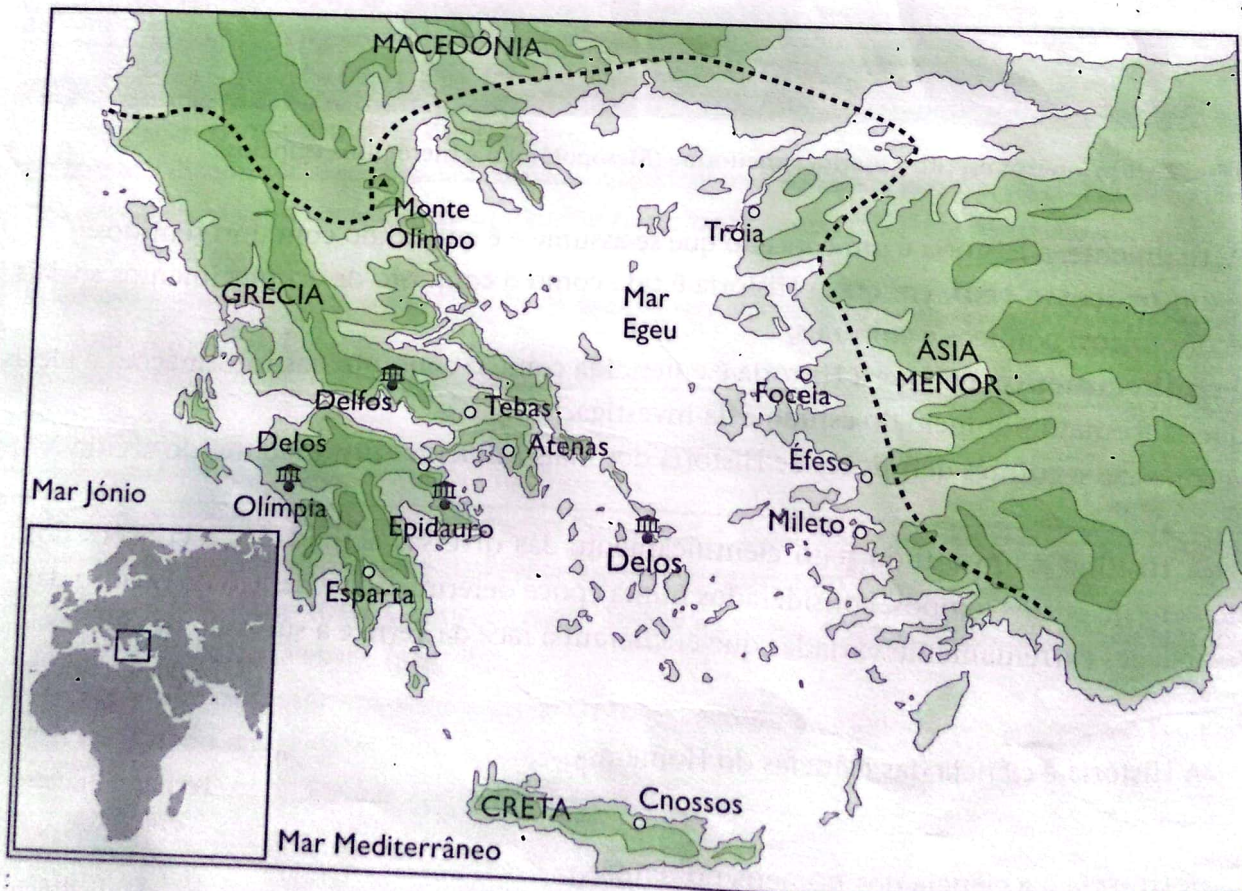 MACEDÓNIA
Monte
Olimpo
Tróia
GRÉCIA
Mar
Egeu
ÁSIA
MENOR
Foceia
Delfos
Tebas
Delos
Atenas
Éfeso
Mar Jónio
Olímpia
Epidauro
Mileto
Delos
Esparta
CRETA
Cnossos
Mar Mediterrâneo